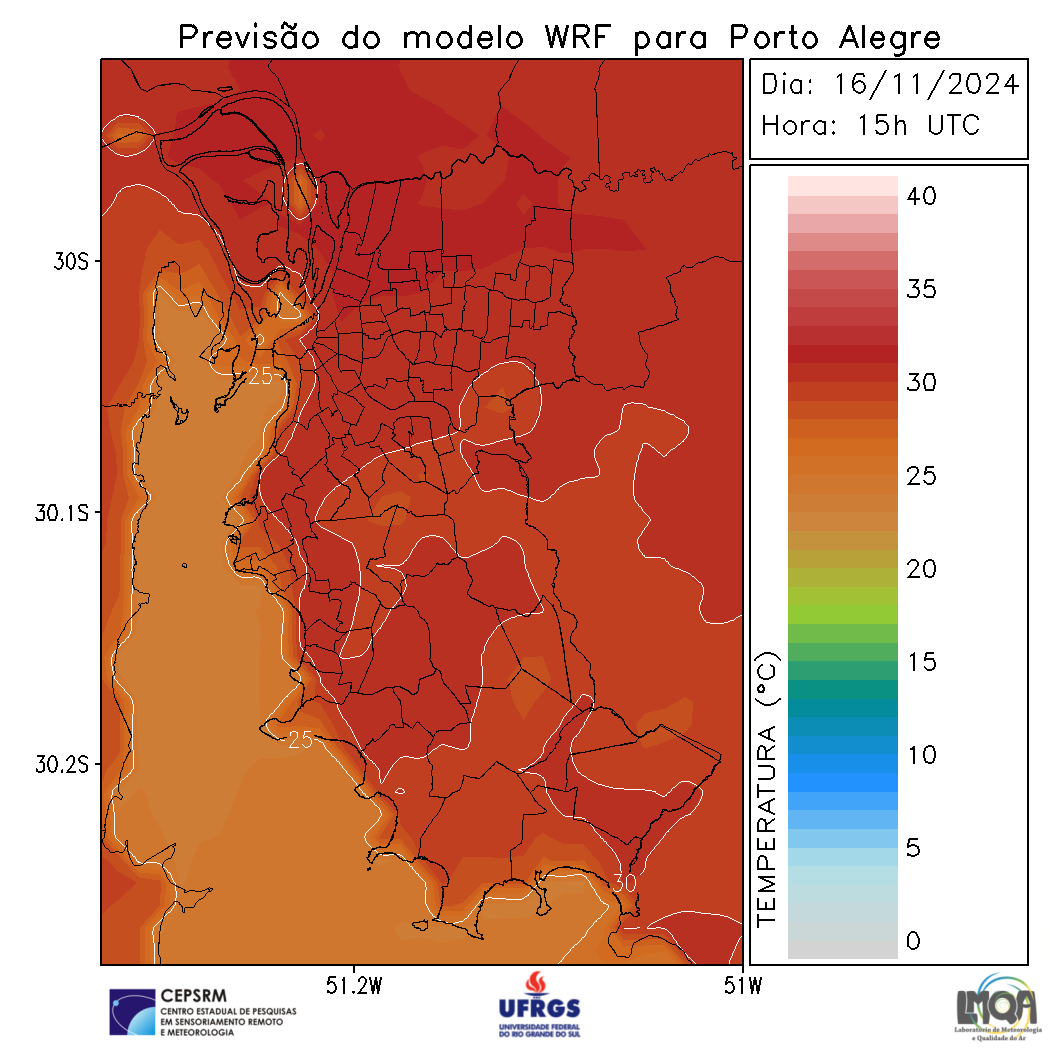 Previsão do modelo WRF para Porto Alegre
Dia: 16/11/2024
Hora: 15h UTC
40
35
30
25
20
15
10
5
0
TEMPERATURA (°C)
30S
30.1S
30.2S
25
25
30
51.2W
51W
CEPSRM
CENTRO ESTADUAL DE PESQUISAS
EM SENSORIAMENTO REMOTO
E METEOROLOGIA
UFRGS
UNIVERSIDADE FEDERAL
DO RIO GRANDE DO SUL
LMQA
Laboratório de Meteorologia
e Qualidade do Ar